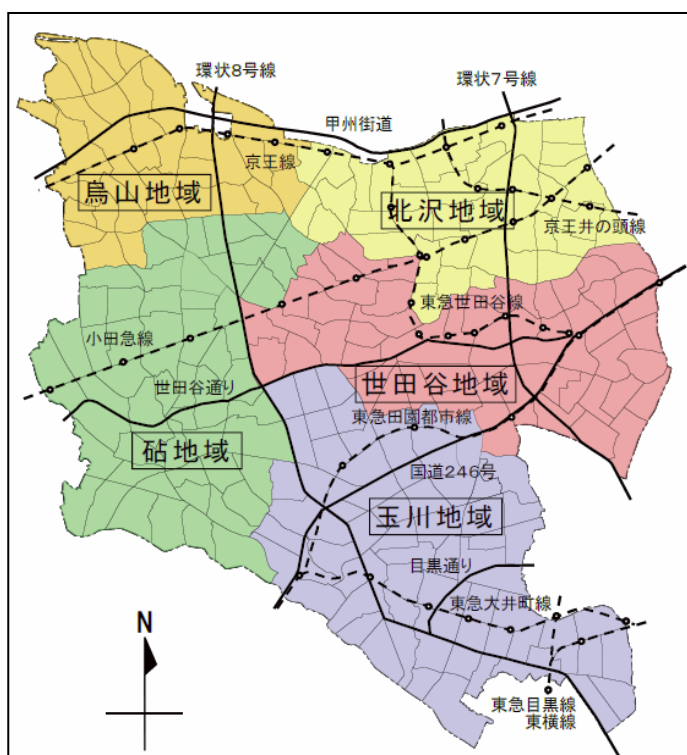 環状8号線
環状7号線
甲州街道
京王線
烏山地域
北沢地域
京王井の頭線
東急世田谷線
小田急線
世田谷通り
世田谷地域
東急田園都市線
砧地域
国道246号
玉川地域
目黒通り
東急大井町線
N
東急目黒線
東横線